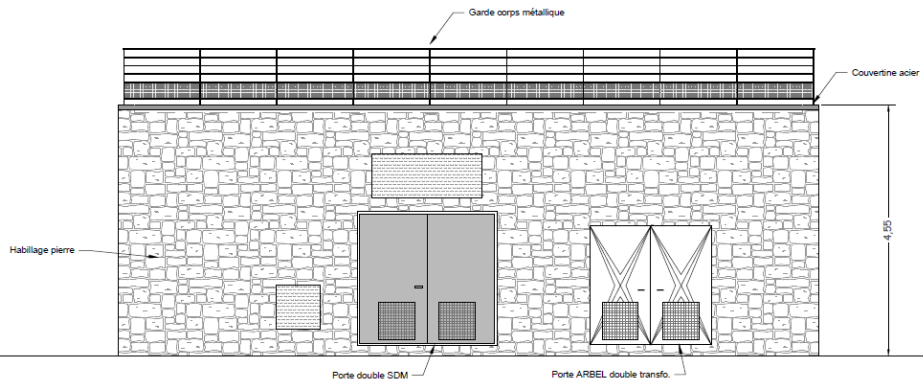 Garde corps métallique
Couvertine acier
4,55
Habillage pierre
Porte double SDM
Porte ARBEL double transfo.